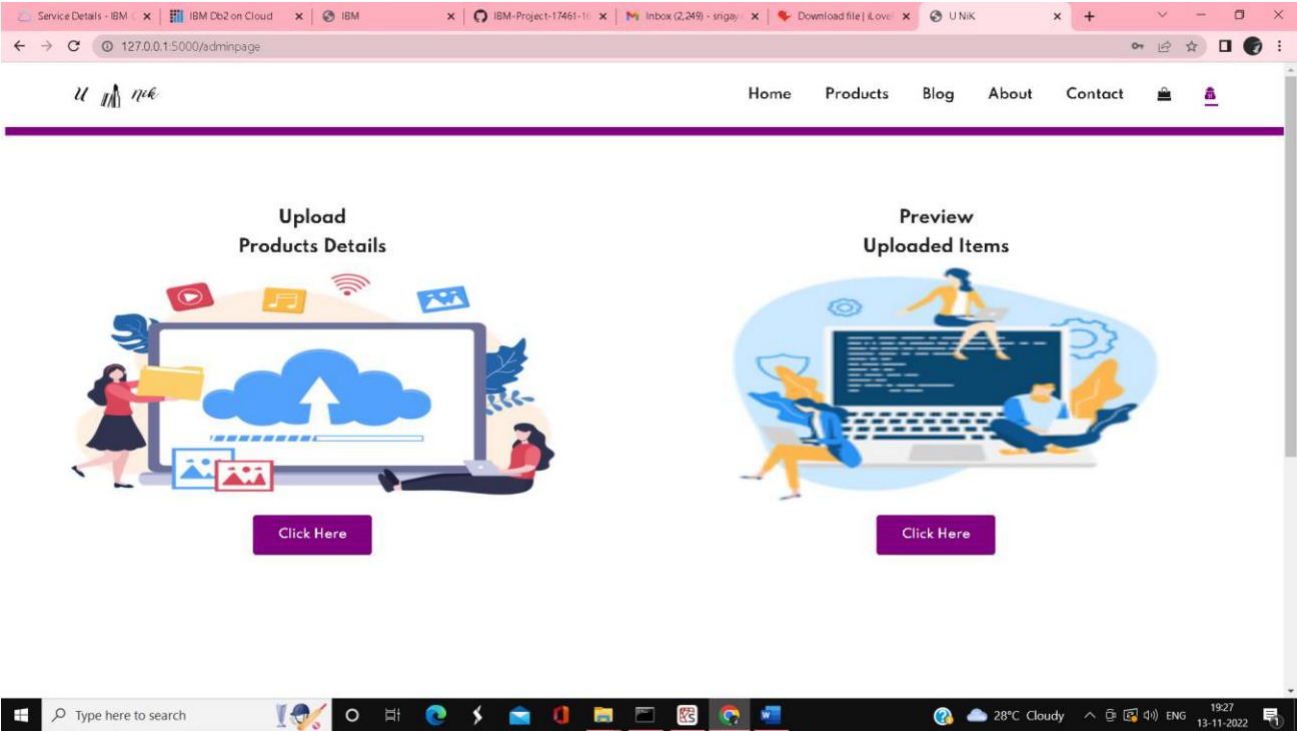 Service Details - IBM C
IBM Db2 on Cloud
IBM
IBM-Project-17461-16
Inbox (2,249) - srigay
Download file | iLove
U NiK
127.0.0.1:5000/adminpage
U nik
Home Products Blog About Contact
Upload
Products Details
Preview
Uploaded Items
Click Here
Click Here
Type here to search
28°C Cloudy
ENG
19:27
13-11-2022